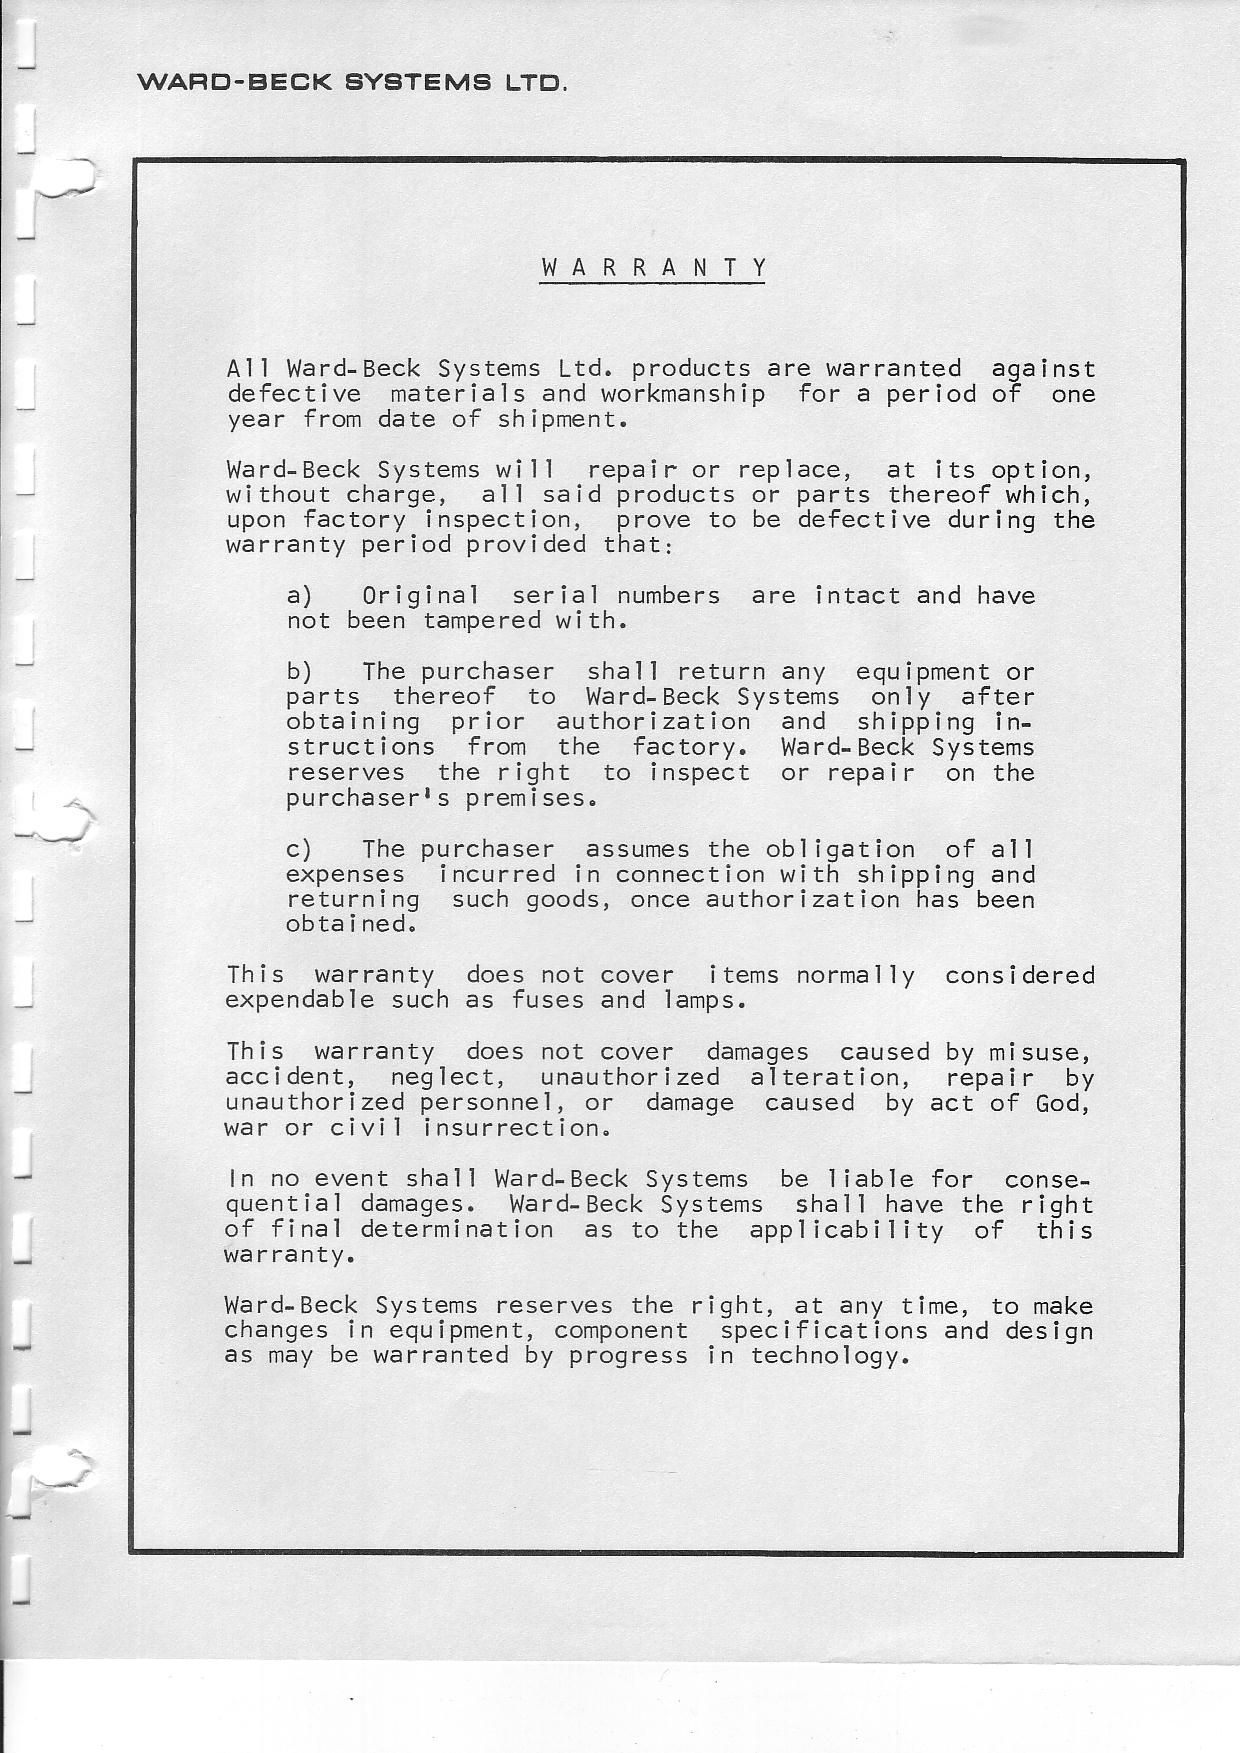 WARD-BECK SYSTEMS LTD.
WARRANTY
All Ward-Beck Systems Ltd. products are warranted against
defective materials and workmanship for a period of one
year from date of shipment.
Ward-Beck Systems will repair or replace, at its option,
without charge, all said products or parts thereof which,
upon factory inspection, prove to be defective during the
warranty period provided that:
a) Original serial numbers are intact and have
not been tampered with.
b) The purchaser shall return any equipment or
parts thereof to Ward-Beck Systems only after
obtaining prior authorization and shipping in-
structions from the factory. Ward-Beck Systems
reserves the right to inspect or repair on the
purchaser's premises.
c) The purchaser assumes the obligation of all
expenses incurred in connection with shipping and
returning such goods, once authorization has been
obtained.
This warranty does not cover items normally considered
expendable such as fuses and lamps.
This warranty does not cover damages caused by misuse,
accident, neglect, unauthorized alteration, repair by
unauthorized personnel, or damage caused by act of God,
war or civil insurrection.
In no event shall Ward-Beck Systems be liable for conse-
quential damages. Ward-Beck Systems shall have the right
of final determination as to the applicability of this
warranty.
Ward-Beck Systems reserves the right, at any time, to make
changes in equipment, component specifications and design
as may be warranted by progress in technology.